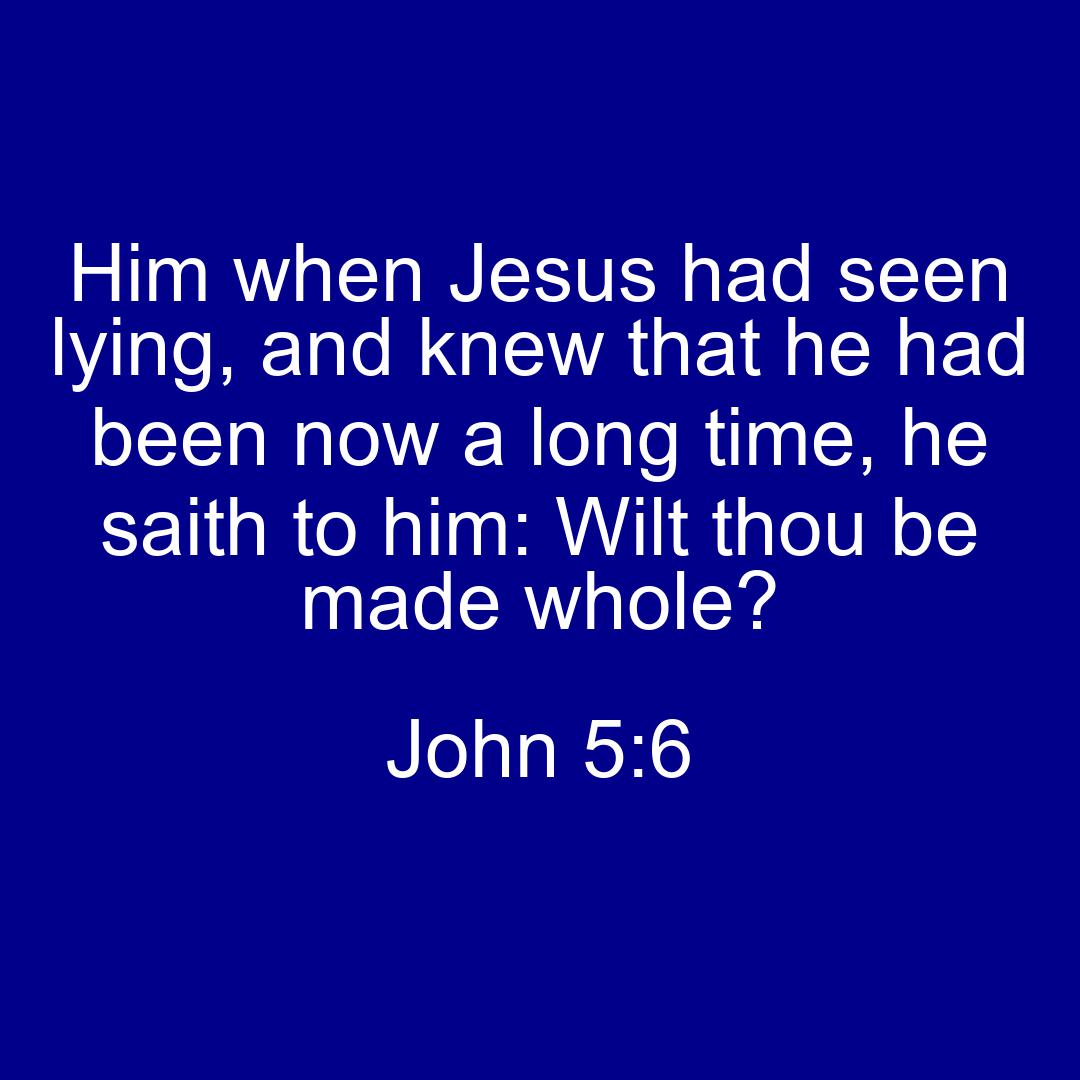 Him when Jesus had seen
lying, and knew that he had
been now a long time, he
saith to him: Wilt thou be
made whole?
John 5:6